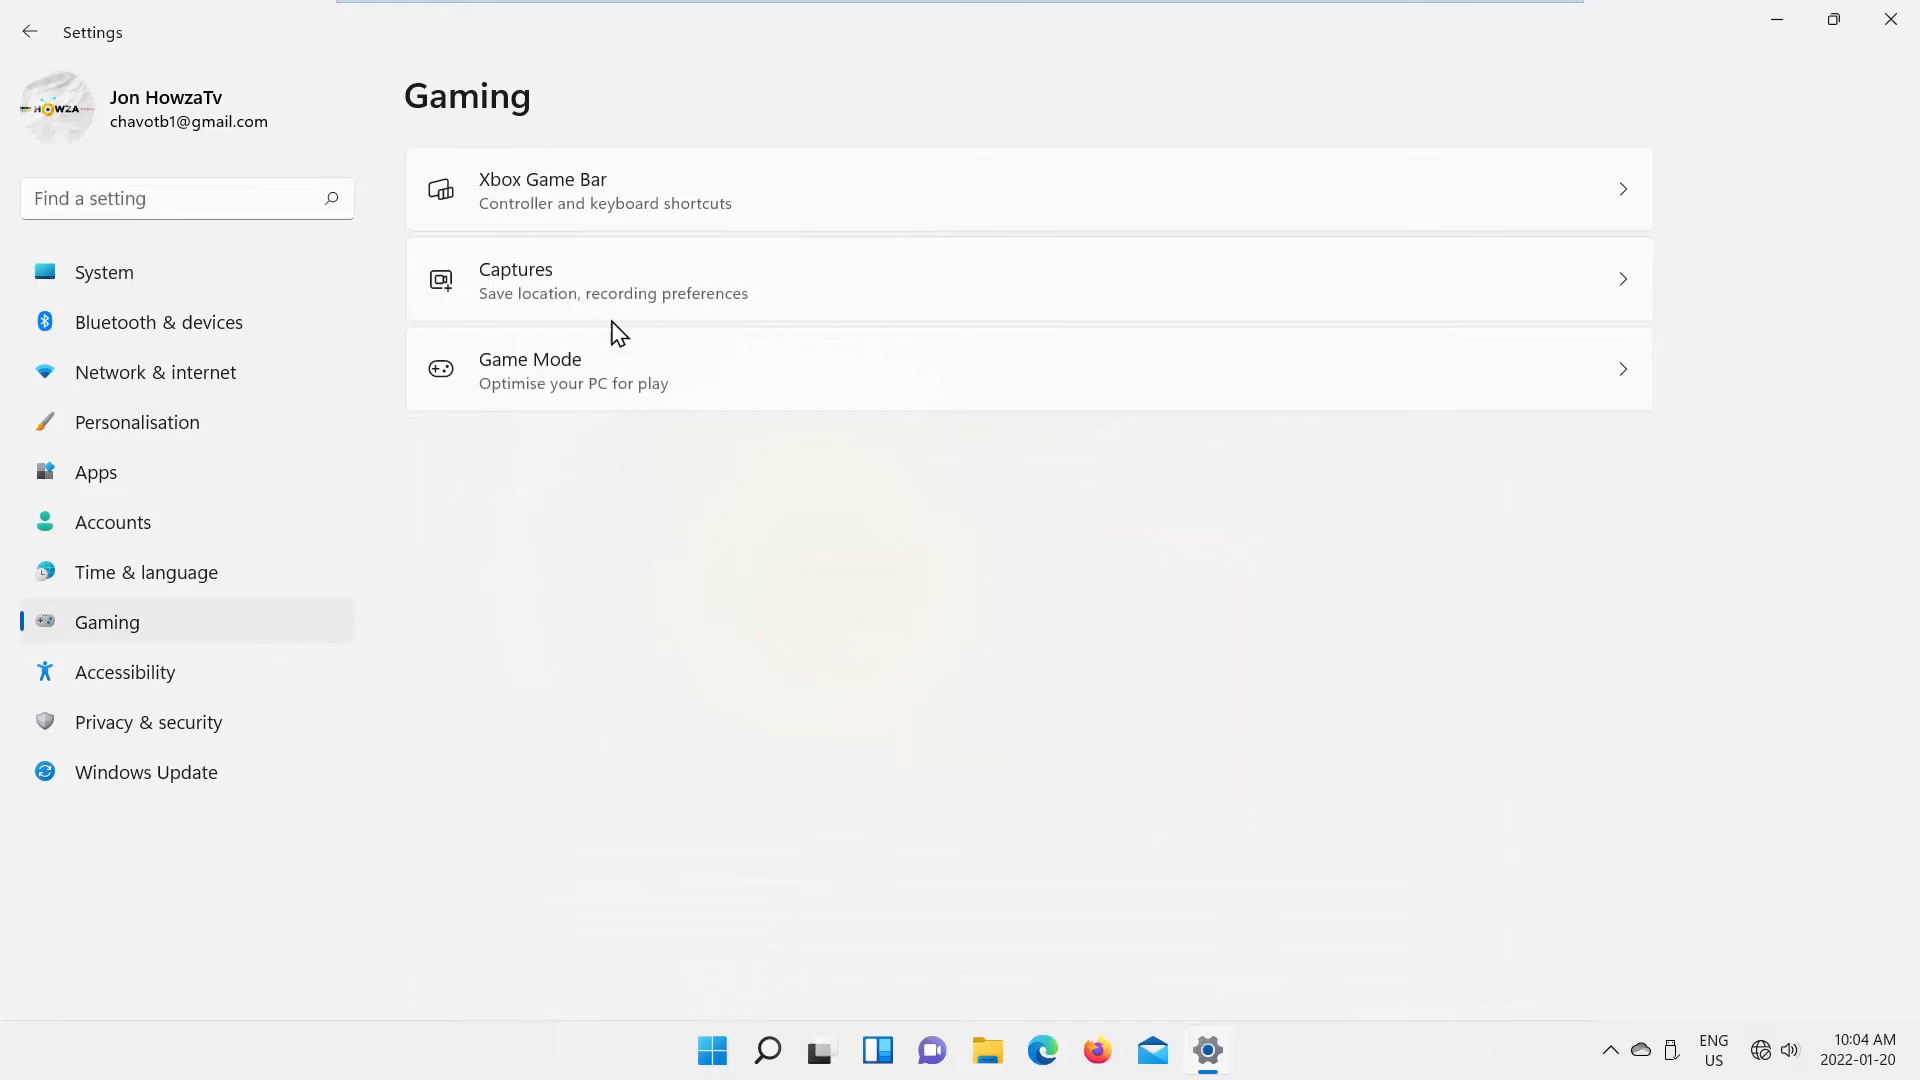 Settings
Jon HowzaTv
chavotb1@gmail.com
HOWZA
Find a setting
System
Bluetooth & devices
Network & internet
Personalisation
Apps
Accounts
Time & language
Gaming
Accessibility
Privacy & security
Windows Update
Gaming
Xbox Game Bar
Controller and keyboard shortcuts
Captures
Save location, recording preferences
Game Mode
Optimise your PC for play
ENG
US
10:04 AM
2022-01-20